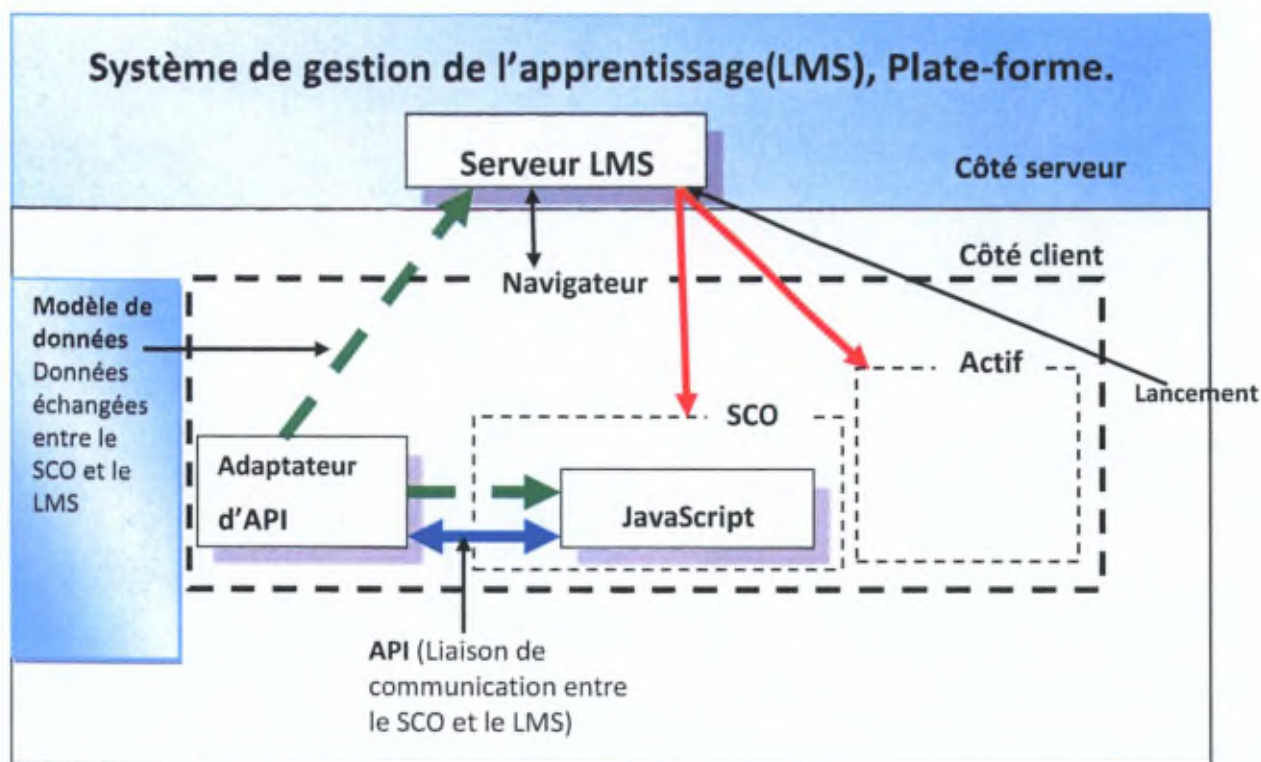 Système de gestion de l'apprentissage(LMS), Plate-forme.
Serveur LMS
Côté serveur
Côté client
Navigateur
Modèle de
données
Données
échangées
entre le
SCO et le
LMS
Actif
Lancement
SCO
Adaptateur
d'API
JavaScript
API (Liaison de
communication entre
le SCO et le LMS)